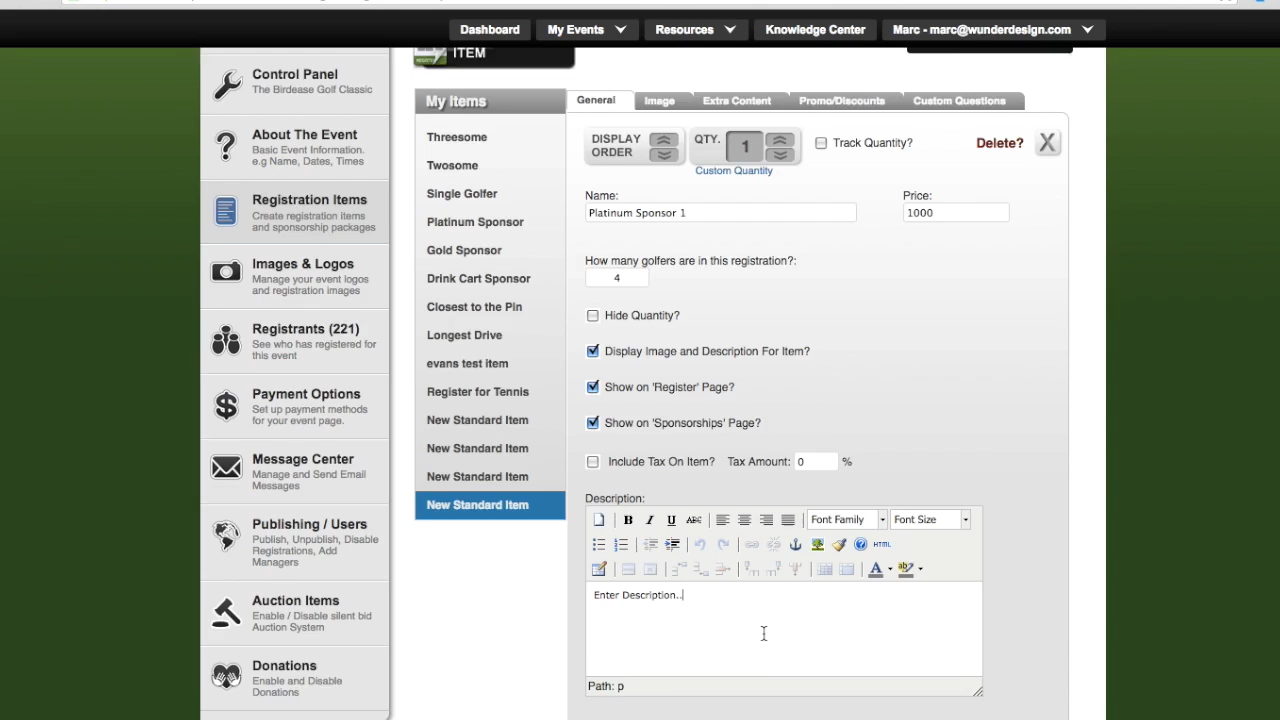 Dashboard
My Events
Resources
Knowledge Center
Marc - marc@wunderdesign.com
ITEM
Control Panel
The Birdease Golf Classic
About The Event
Basic Event Information.
e.g Name, Dates, Times
Registration Items
Create registration items
and sponsorship packages
Images & Logos
Manage your event logos
and registration images
Registrants (221)
See who has registered for
this event
Payment Options
Set up payment methods
for your event page.
Message Center
Manage and Send Email
Messages
Publishing / Users
Publish, Unpublish, Disable
Registrations, Add
Managers
Auction Items
Enable / Disable silent bid
Auction System
Donations
Enable and Disable
Donations
My Items
Threesome
Twosome
Single Golfer
Platinum Sponsor
Gold Sponsor
Drink Cart Sponsor
Closest to the Pin
Longest Drive
evans test item
Register for Tennis
New Standard Item
New Standard Item
New Standard Item
New Standard Item
General
Image
Extra Content
Promo/Discounts
Custom Questions
DISPLAY
ORDER
QTY.
1
Custom Quantity
Track Quantity?
Delete?
X
Name:
Platinum Sponsor 1
Price:
1000
How many golfers are in this registration?:
4
Hide Quantity?
Display Image and Description For Item?
Show on 'Register' Page?
Show on 'Sponsorships' Page?
Include Tax On Item? Tax Amount: 0 %
Description:
B I U ABC Font Family Font Size
HTML
A ab
Enter Description..
Path: p